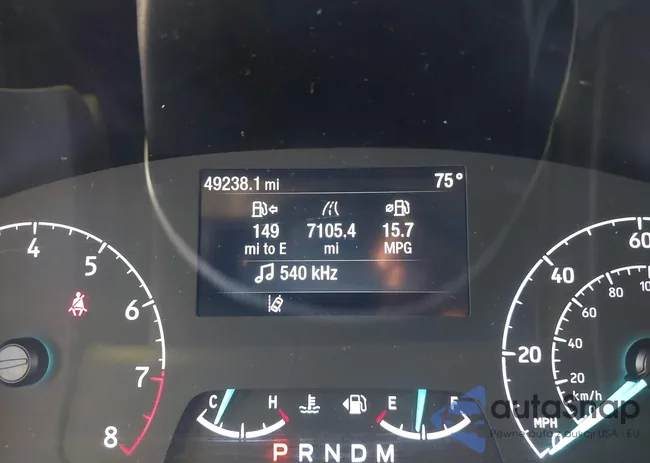 49238.1 mi 75°
149 7105.4 15.7
mi to E mi MPG
540 kHz
4 5 6 7 8
20 40 60
20 40 60 80
km/h
MPH
C H E F
P R N D M
autoSnap